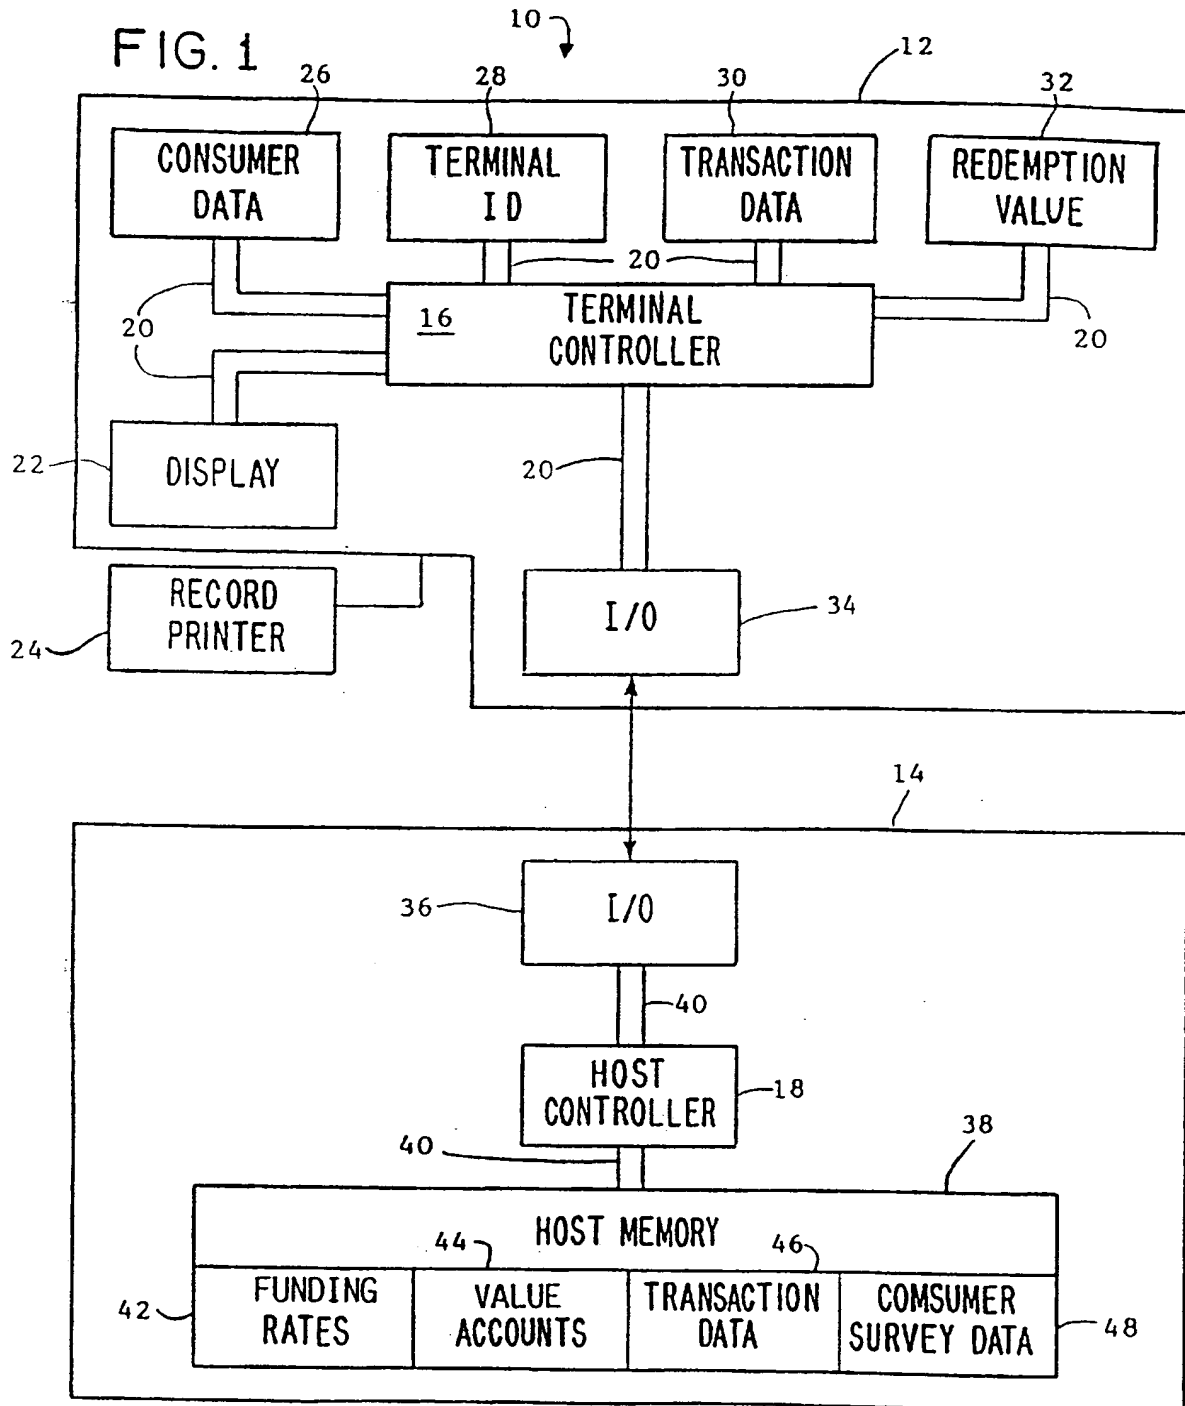 FIG. 1
10
12
26
28
30
32
CONSUMER
DATA
TERMINAL
ID
TRANSACTION
DATA
REDEMPTION
VALUE
20
20
20
16
TERMINAL
CONTROLLER
22
DISPLAY
20
24
RECORD
PRINTER
I/O
34
14
36
I/O
40
HOST
CONTROLLER
18
40
38
HOST MEMORY
44
46
42
FUNDING
RATES
VALUE
ACCOUNTS
TRANSACTION
DATA
COMSUMER
SURVEY DATA
48